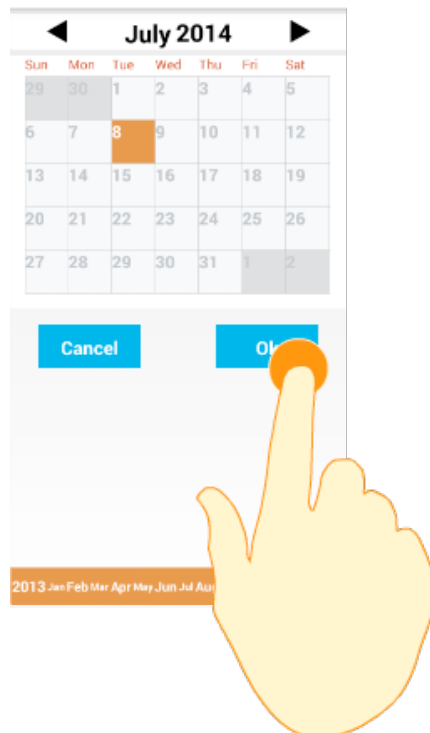 July 2014
Sun Mon Tue Wed Thu Fri Sat
29 30 1 2 3 4 5
6 7 8 9 10 11 12
13 14 15 16 17 18 19
20 21 22 23 24 25 26
27 28 29 30 31 1 2
Cancel
2013 Jan Feb Mar Apr May Jun Jul